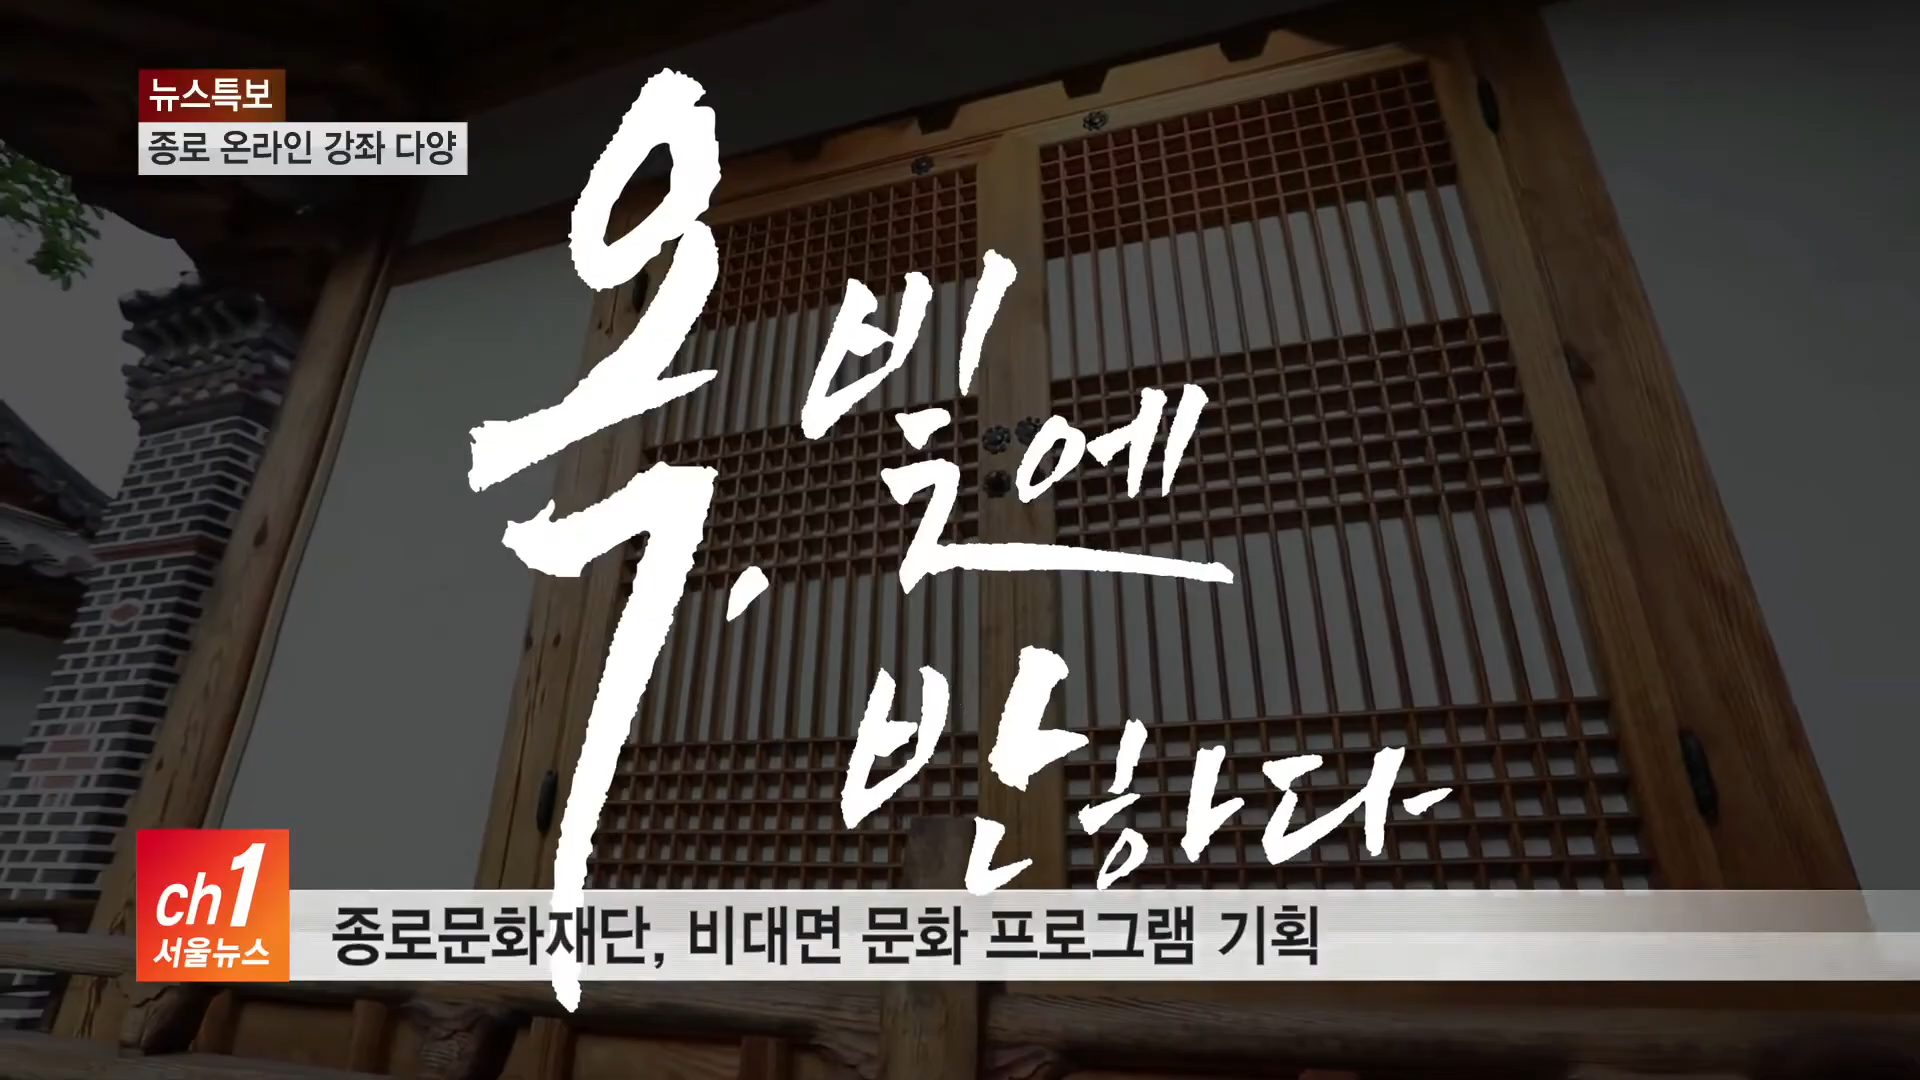 뉴스특보
종로 온라인 강좌 다양
옥, 빛에
반하다
ch1
서울뉴스
종로문화재단, 비대면 문화 프로그램 기획